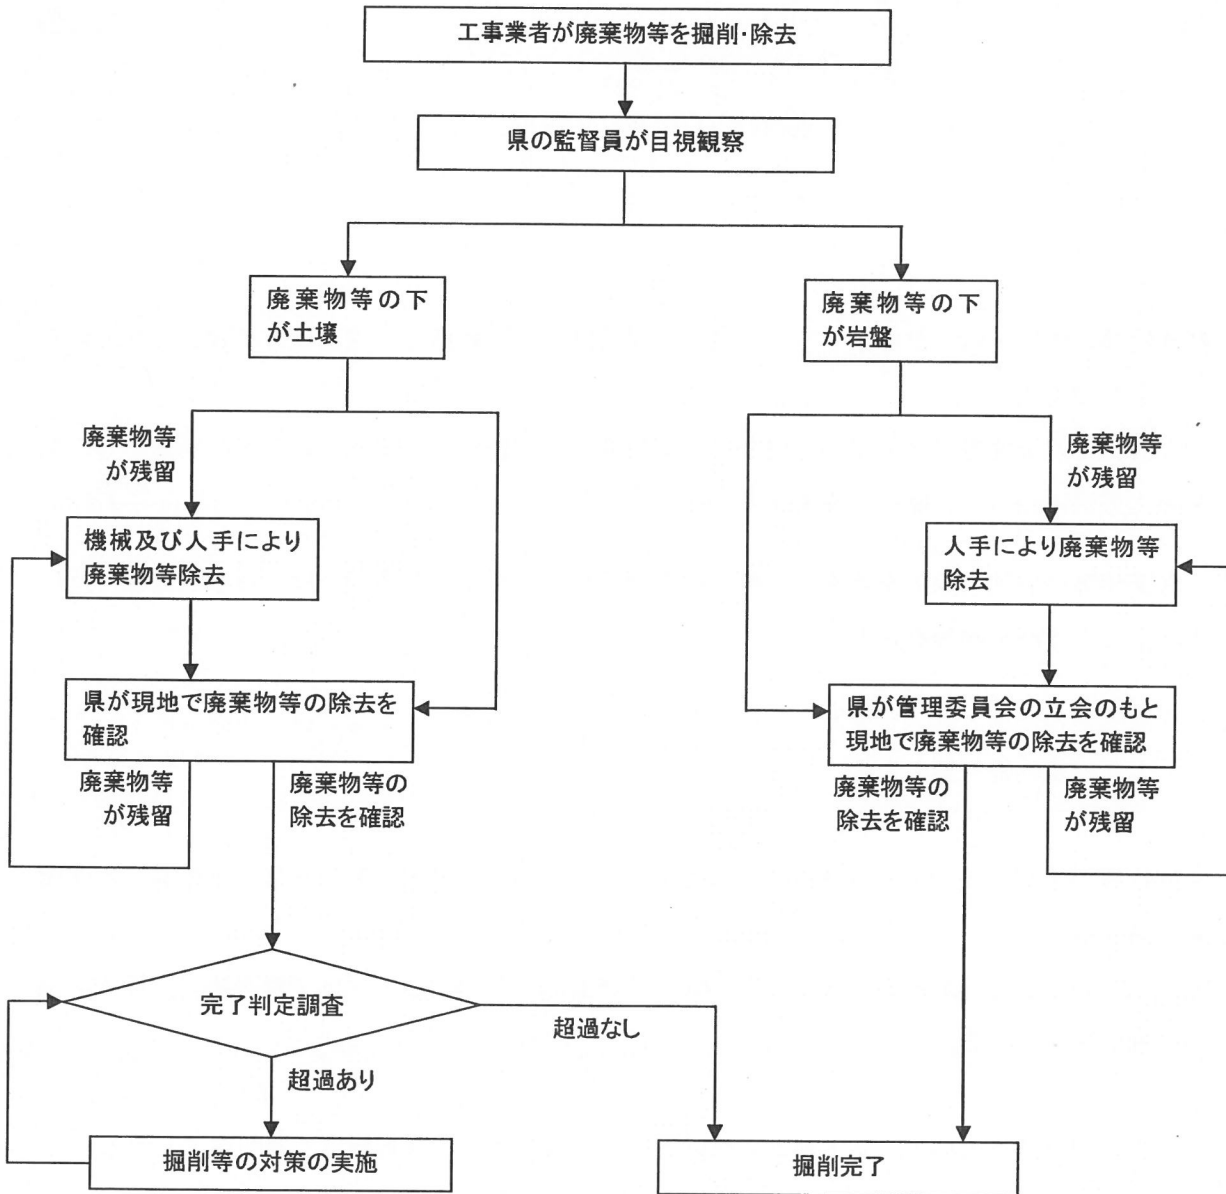 工事業者が廃棄物等を掘削・除去
県の監督員が目視観察
廃棄物等の下
が土壌
廃棄物等の下
が岩盤
廃棄物等
が残留
廃棄物等
が残留
機械及び人手により
廃棄物等除去
人手により廃棄物等
除去
県が現地で廃棄物等の除去を
確認
県が管理委員会の立会のもと
現地で廃棄物等の除去を確認
廃棄物等
が残留
廃棄物等の
除去を確認
廃棄物等の
除去を確認
廃棄物等
が残留
完了判定調査
超過なし
超過あり
掘削等の対策の実施
掘削完了